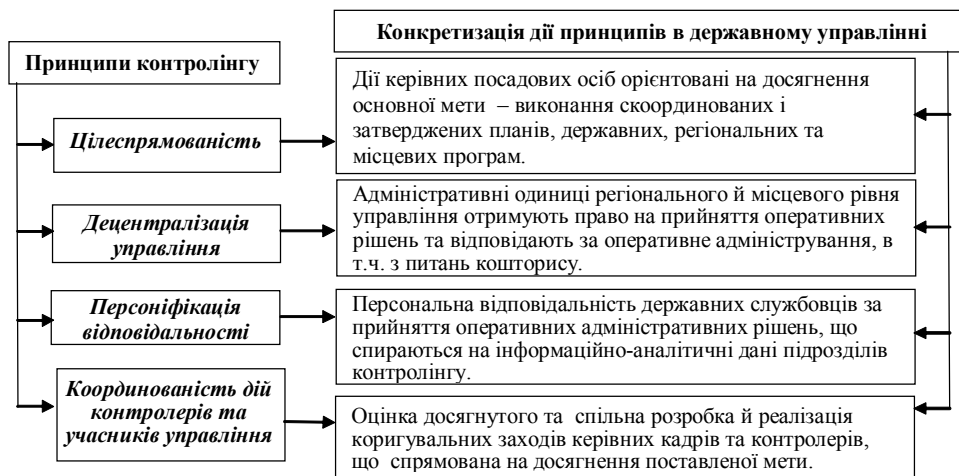 Конкретизація дії принципів в державному управлінні
Принципи контролінгу
Дії керівних посадових осіб орієнтовані на досягнення
основної мети – виконання скоординованих і
затверджених планів, державних, регіональних та
місцевих програм.
Цілеспрямованість
Адміністративні одиниці регіонального й місцевого рівня
управління отримують право на прийняття оперативних
рішень та відповідають за оперативне адміністрування, в
т.ч. з питань кошторису.
Децентралізація
управління
Персональна відповідальність державних службовців за
прийняття оперативних адміністративних рішень, що
спираються на інформаційно-аналітичні дані підрозділів
контролінгу.
Персоніфікація
відповідальності
Координованість дій
контролерів та
учасників управління
Оцінка досягнутого та спільна розробка й реалізація
коригувальних заходів керівних кадрів та контролерів,
що спрямована на досягнення поставленої мети.